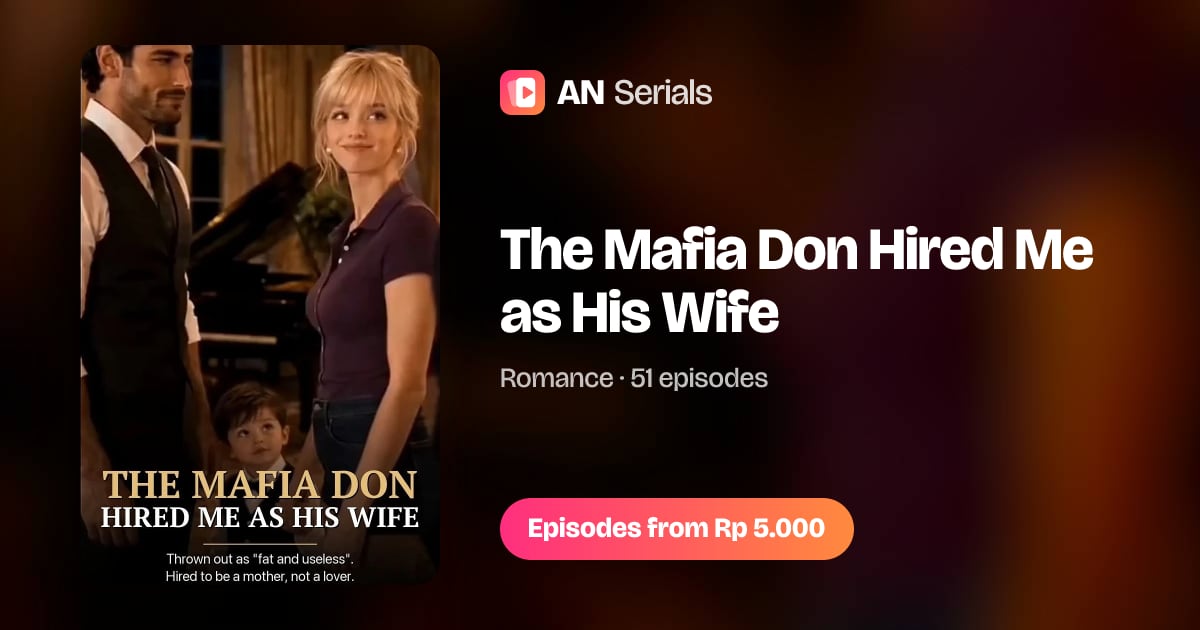 AN Serials
The Mafia Don Hired Me
as His Wife
Romance · 51 episodes
Episodes from Rp 5.000
THE MAFIA DON
HIRED ME AS HIS WIFE
Thrown out as "fat and useless".
Hired to be a mother, not a lover.